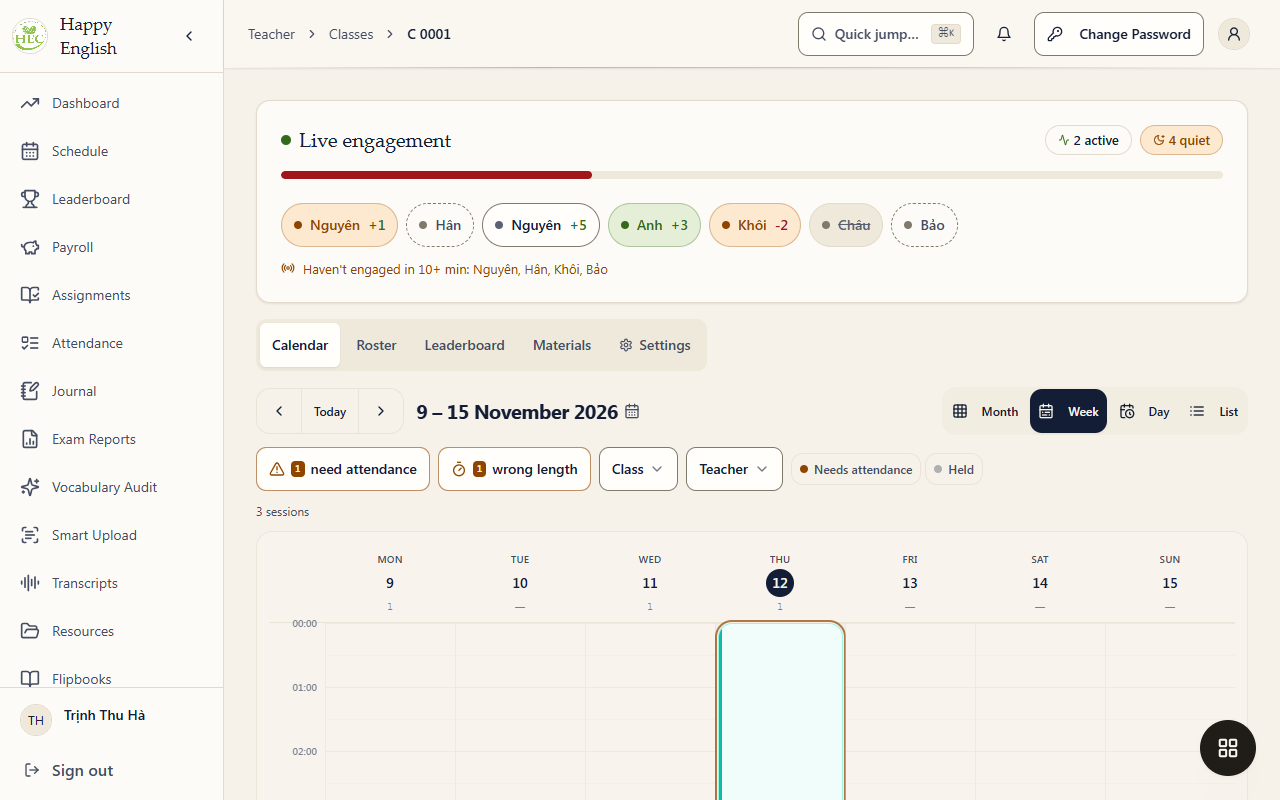 HEC
Happy
English
Teacher
Classes
C 0001
Quick jump...
⌘K
Change Password
Dashboard
Schedule
Leaderboard
Payroll
Assignments
Attendance
Journal
Exam Reports
Vocabulary Audit
Smart Upload
Transcripts
Resources
Flipbooks
TH
Trịnh Thu Hà
Sign out
Live engagement
2 active
4 quiet
Nguyên +1
Hân
Nguyên +5
Anh +3
Khôi -2
Châu
Bảo
Haven't engaged in 10+ min: Nguyên, Hân, Khôi, Bảo
Calendar
Roster
Leaderboard
Materials
Settings
Today
9 – 15 November 2026
Month
Week
Day
List
1 need attendance
1 wrong length
Class
Teacher
Needs attendance
Held
3 sessions
MON TUE WED THU FRI SAT SUN
9 10 11 12 13 14 15
1 — 1 1 — — —
00:00
01:00
02:00